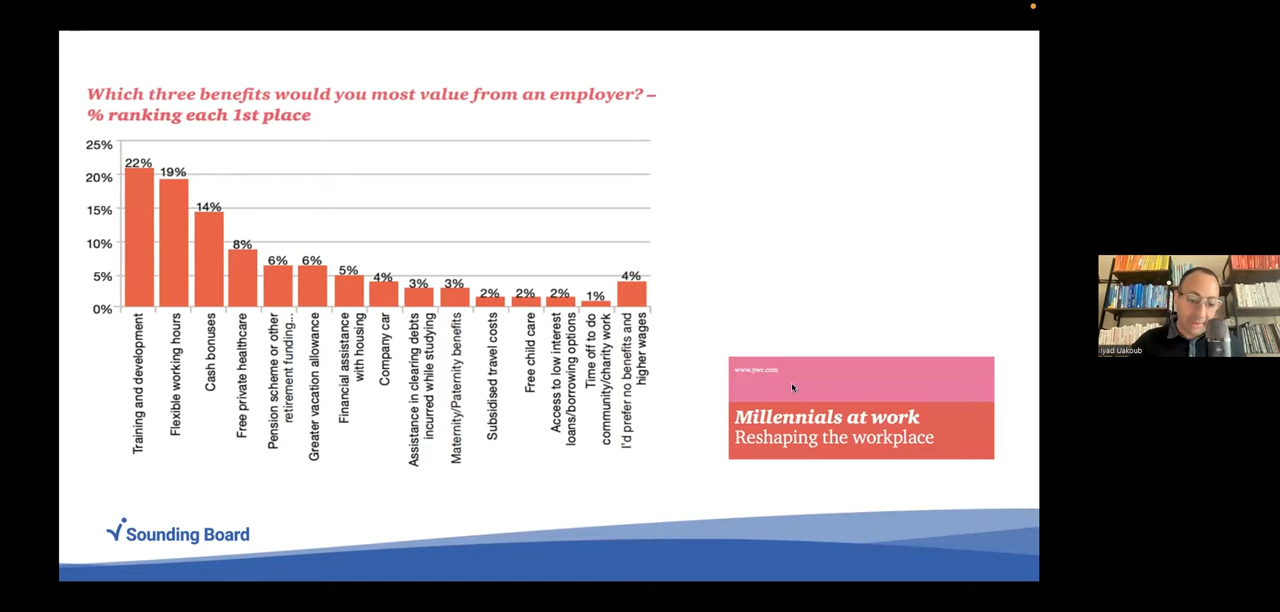 Which three benefits would you most value from an employer? –
% ranking each 1st place
25%
20%
15%
10%
5%
0%
22%
19%
14%
8%
6%
6%
5%
4%
3%
3%
2%
2%
2%
1%
4%
Training and development
Flexible working hours
Cash bonuses
Free private healthcare
Pension scheme or other
retirement funding...
Greater vacation allowance
Financial assistance
with housing
Company car
Assistance in clearing debts
incurred while studying
Maternity/Paternity benefits
Subsidised travel costs
Free child care
Access to low interest
loans/borrowing options
Time off to do
community/charity work
I'd prefer no benefits and
higher wages
www.pwc.com
Millennials at work
Reshaping the workplace
Sounding Board
Iyad Uakoub